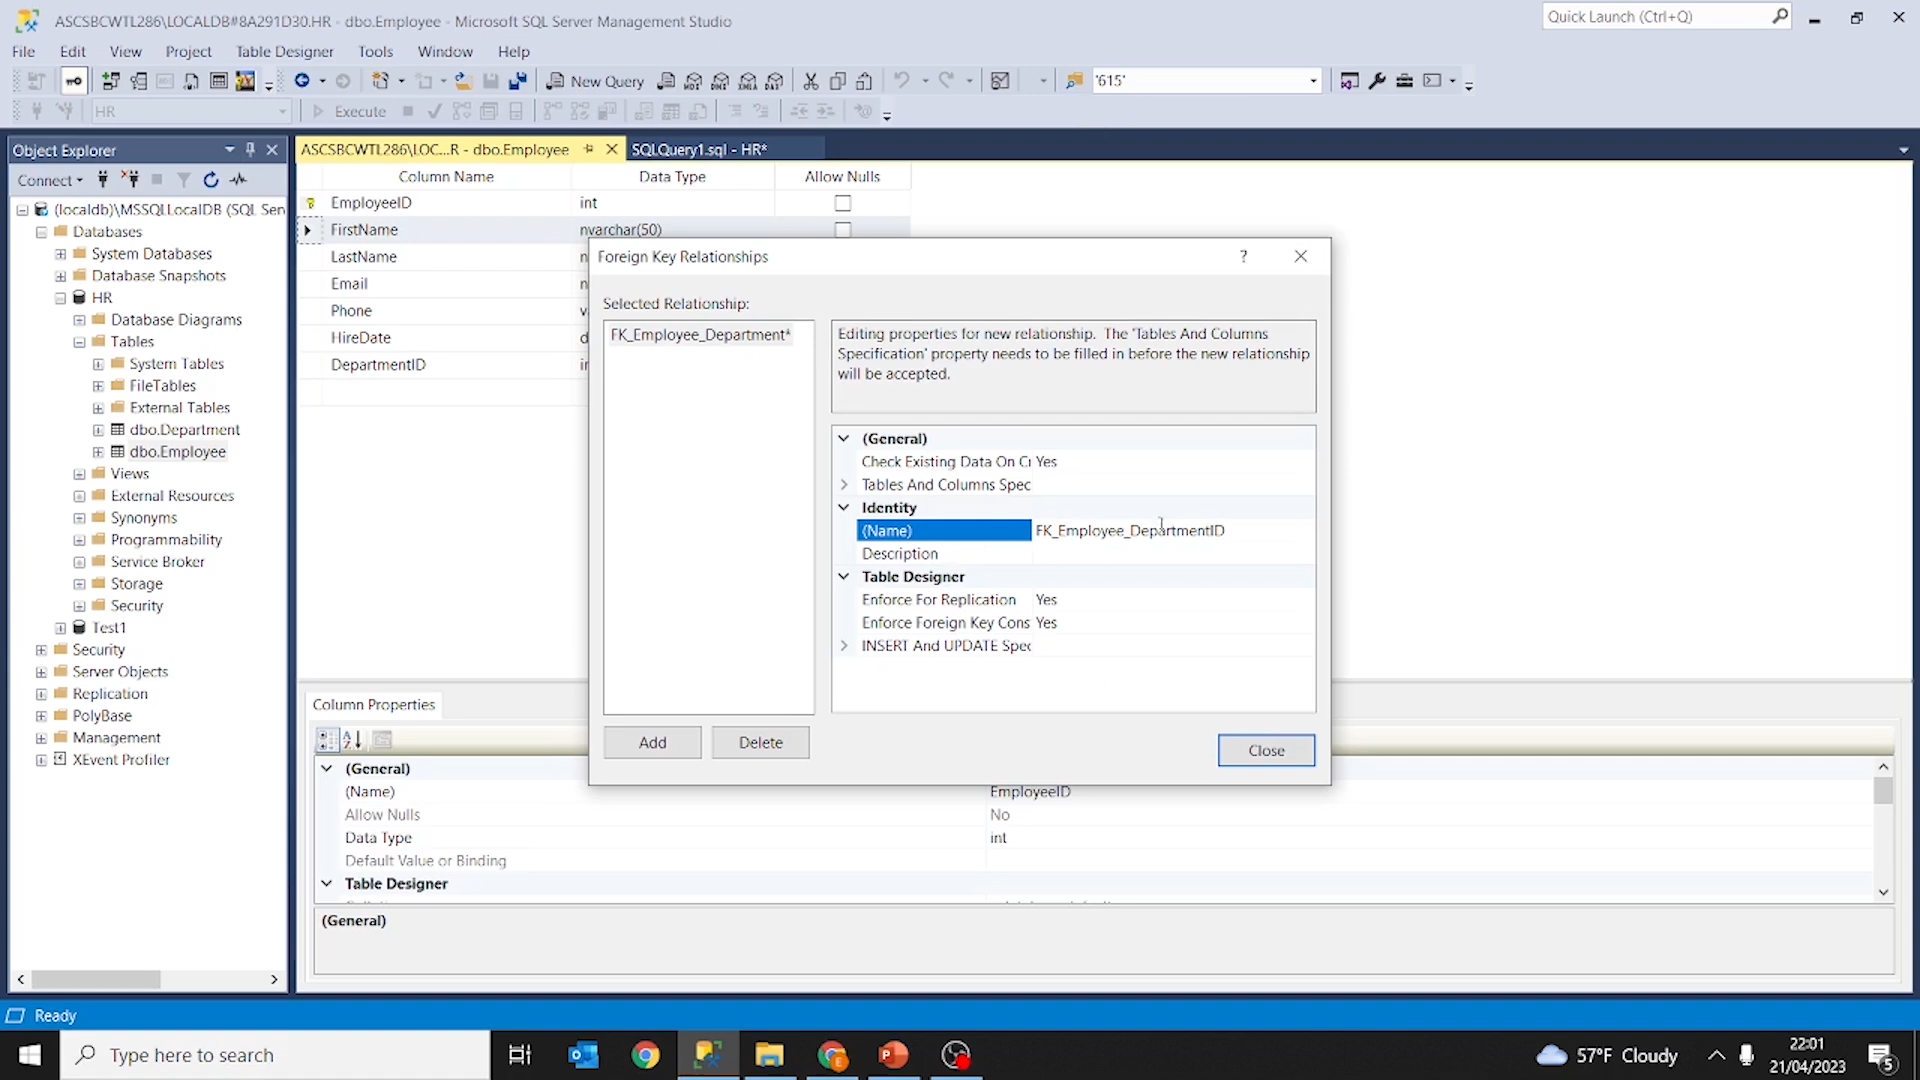 ASCSBCWTL286\LOCALDB#8A291D30.HR - dbo.Employee - Microsoft SQL Server Management Studio
Quick Launch (Ctrl+Q)
File Edit View Project Table Designer Tools Window Help
New Query
'615'
HR
Execute
Object Explorer
ASCSBCWTL286\LOC...R - dbo.Employee
SQLQuery1.sql - HR*
Connect
Column Name Data Type Allow Nulls
(localdb)\MSSQLLocalDB (SQL Sen
Databases
System Databases
Database Snapshots
HR
Database Diagrams
Tables
System Tables
FileTables
External Tables
dbo.Department
dbo.Employee
Views
External Resources
Synonyms
Programmability
Service Broker
Storage
Security
Test1
Security
Server Objects
Replication
PolyBase
Management
XEvent Profiler
EmployeeID int
FirstName nvarchar(50)
LastName
Email
Phone
HireDate
DepartmentID
Foreign Key Relationships
?
Selected Relationship:
FK_Employee_Department*
Editing properties for new relationship. The 'Tables And Columns
Specification' property needs to be filled in before the new relationship
will be accepted.
(General)
Check Existing Data On Cr Yes
Tables And Columns Spec
Identity
(Name) FK_Employee_DepartmentID
Description
Table Designer
Enforce For Replication Yes
Enforce Foreign Key Cons Yes
INSERT And UPDATE Spec
Add Delete
Close
Column Properties
(General)
(Name) EmployeeID
Allow Nulls No
Data Type int
Default Value or Binding
Table Designer
(General)
Ready
Type here to search
57°F Cloudy
22:01
21/04/2023
5